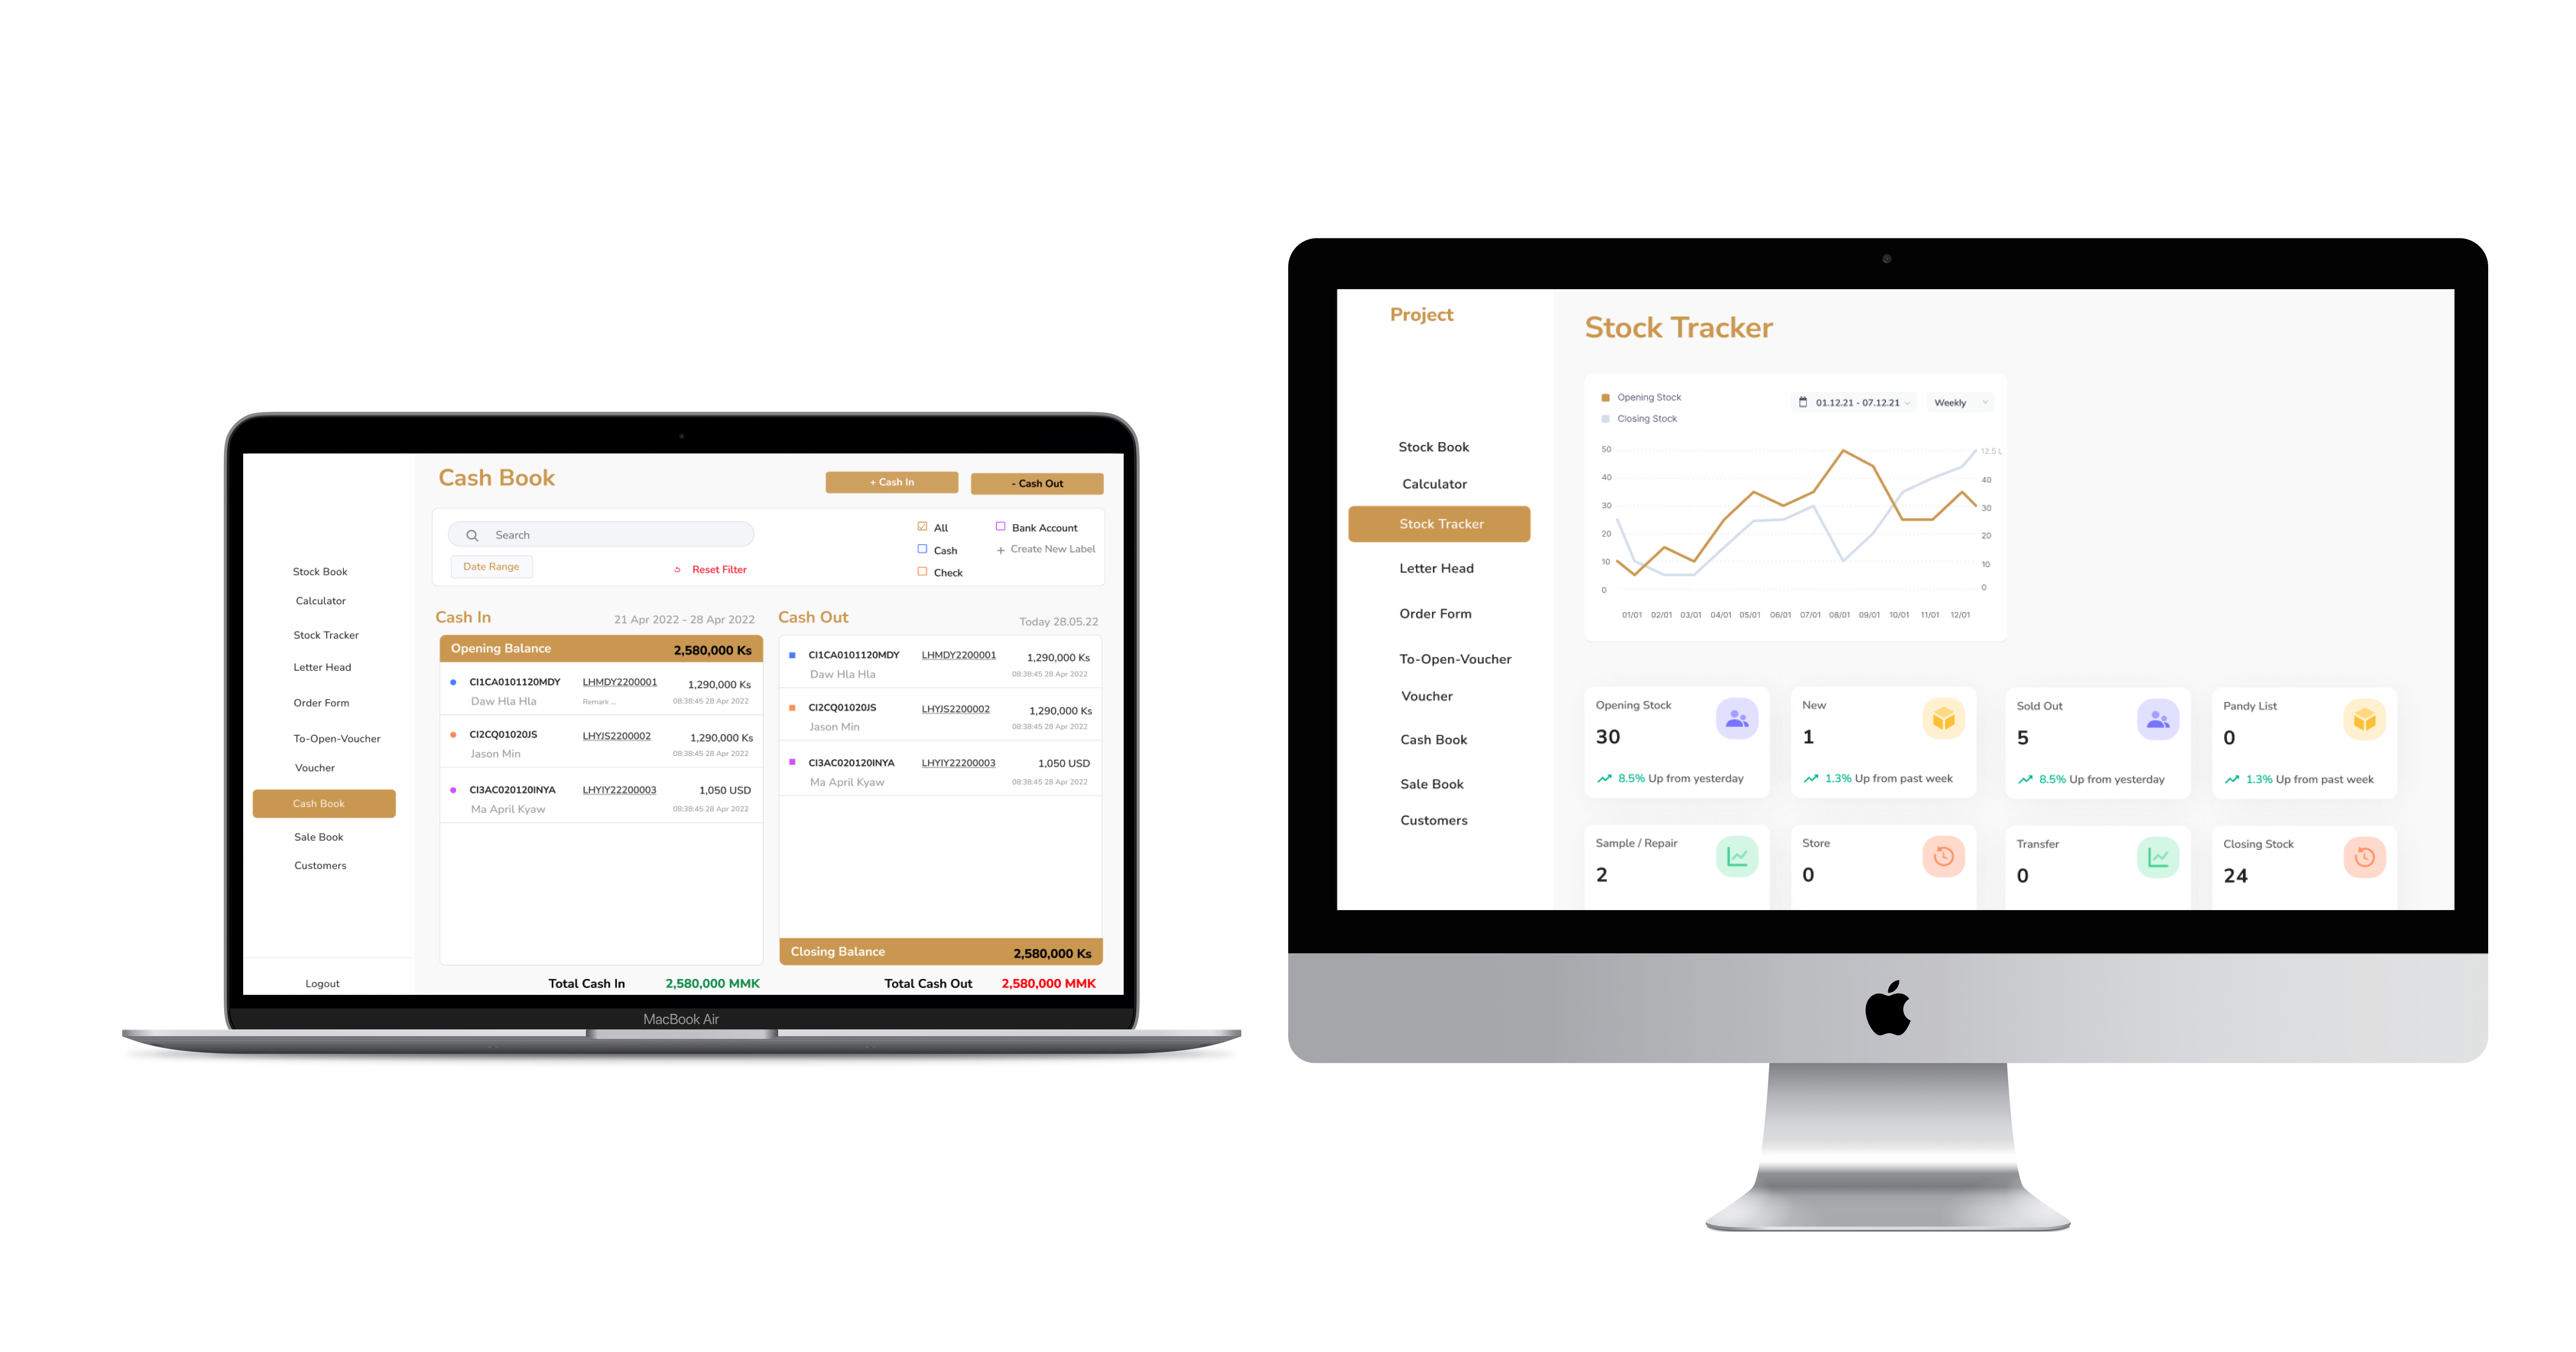 Cash Book
+ Cash In
- Cash Out
Search
Date Range
Reset Filter
All
Bank Account
Cash
+ Create New Label
Check
Stock Book
Calculator
Stock Tracker
Letter Head
Order Form
To-Open-Voucher
Voucher
Cash Book
Sale Book
Customers
Logout
Cash In
21 Apr 2022 - 28 Apr 2022
Opening Balance 2,580,000 Ks
CI1CA0101120MDY LHMDY2200001 1,290,000 Ks
Daw Hla Hla Remark ... 08:38:45 28 Apr 2022
CI2CQ01020JS LHYJS2200002 1,290,000 Ks
Jason Min 08:38:45 28 Apr 2022
CI3AC020120INYA LHYIY22200003 1,050 USD
Ma April Kyaw 08:38:45 28 Apr 2022
Total Cash In 2,580,000 MMK
Cash Out
Today 28.05.22
CI1CA0101120MDY LHMDY2200001 1,290,000 Ks
Daw Hla Hla 08:38:45 28 Apr 2022
CI2CQ01020JS LHYJS2200002 1,290,000 Ks
Jason Min 08:38:45 28 Apr 2022
CI3AC020120INYA LHYIY22200003 1,050 USD
Ma April Kyaw 08:38:45 28 Apr 2022
Closing Balance 2,580,000 Ks
Total Cash Out 2,580,000 MMK
MacBook Air
Project
Stock Book
Calculator
Stock Tracker
Letter Head
Order Form
To-Open-Voucher
Voucher
Cash Book
Sale Book
Customers
Stock Tracker
Opening Stock
Closing Stock
01.12.21 - 07.12.21
Weekly
50 12.5 L
40 40
30 30
20 20
10 10
0 0
01/01 02/01 03/01 04/01 05/01 06/01 07/01 08/01 09/01 10/01 11/01 12/01
Opening Stock
30
8.5% Up from yesterday
New
1
1.3% Up from past week
Sold Out
5
8.5% Up from yesterday
Pandy List
0
1.3% Up from past week
Sample / Repair
2
Store
0
Transfer
0
Closing Stock
24